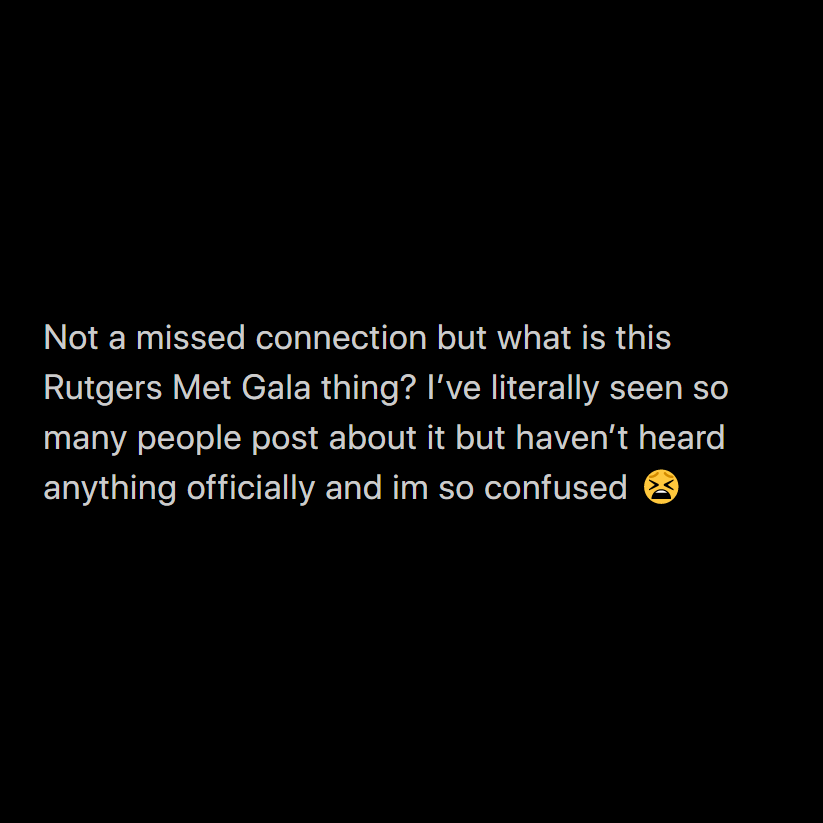 Not a missed connection but what is this
Rutgers Met Gala thing? I’ve literally seen so
many people post about it but haven’t heard
anything officially and im so confused 😫